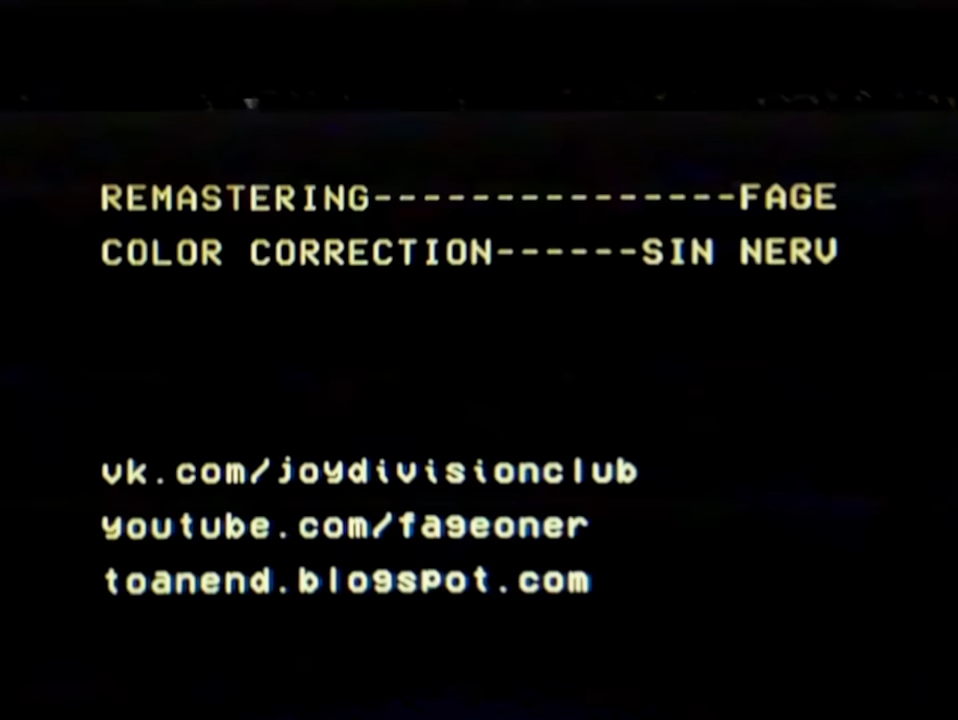 REMASTERING---------------FAGE
COLOR CORRECTION------SIN NERV
vk.com/joydivisionclub
youtube.com/fageoner
toanend.blogspot.com